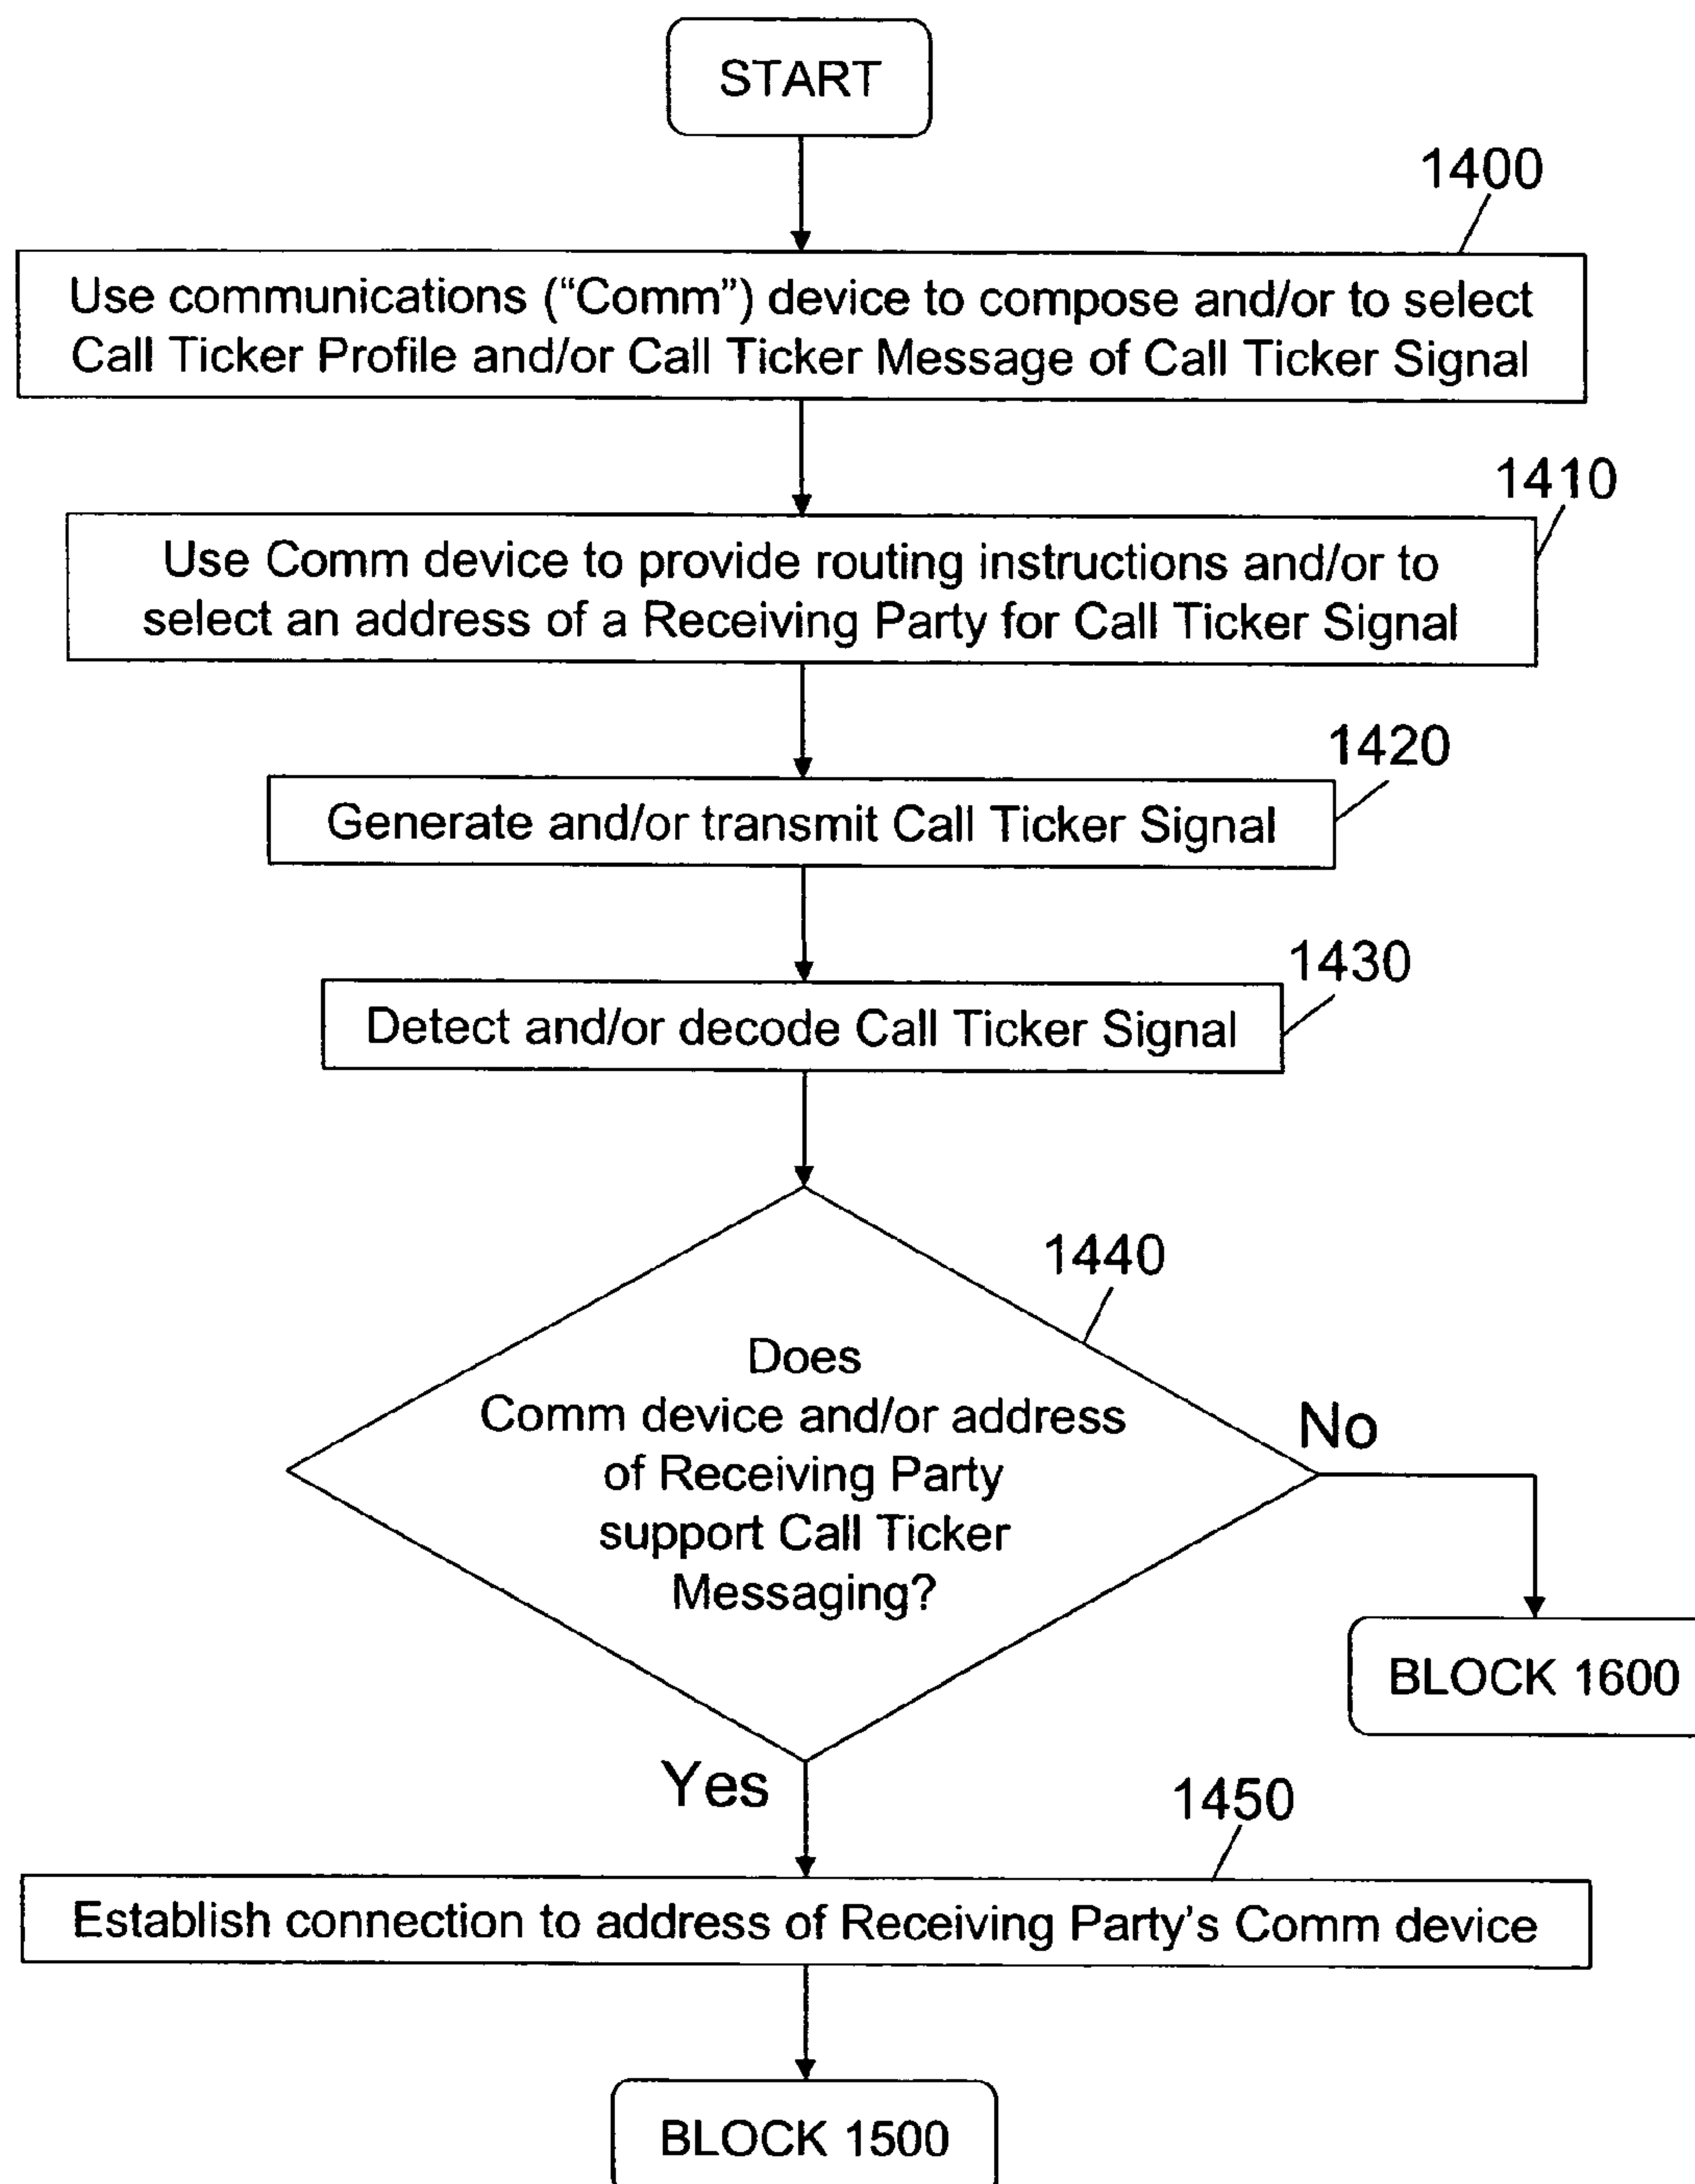 START
1400
Use communications (“Comm”) device to compose and/or to select
Call Ticker Profile and/or Call Ticker Message of Call Ticker Signal
1410
Use Comm device to provide routing instructions and/or to
select an address of a Receiving Party for Call Ticker Signal
1420
Generate and/or transmit Call Ticker Signal
1430
Detect and/or decode Call Ticker Signal
1440
Does
Comm device and/or address
of Receiving Party
support Call Ticker
Messaging?
No
BLOCK 1600
Yes
1450
Establish connection to address of Receiving Party’s Comm device
BLOCK 1500